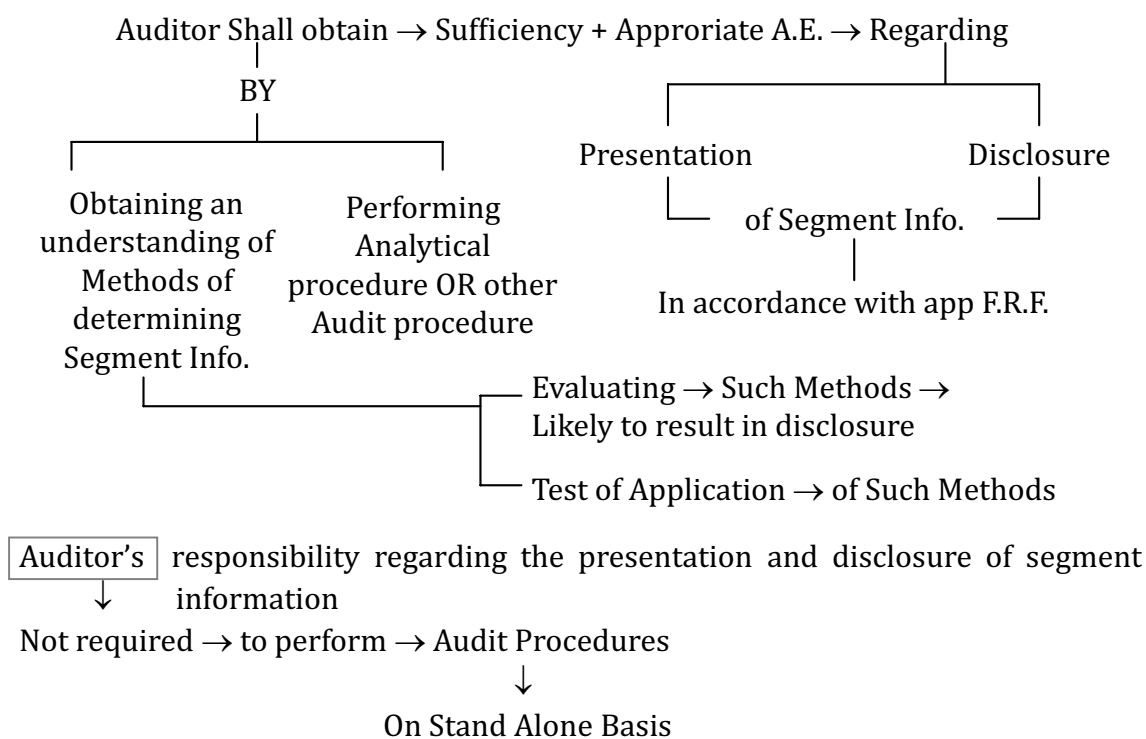 Auditor Shall obtain → Sufficiency + Approriate A.E. → Regarding
BY
Presentation
Disclosure
of Segment Info.
In accordance with app F.R.F.
Obtaining an
understanding of
Methods of
determining
Segment Info.
Performing
Analytical
procedure OR other
Audit procedure
Evaluating → Such Methods →
Likely to result in disclosure
Test of Application → of Such Methods
Auditor's responsibility regarding the presentation and disclosure of segment
information
↓
Not required → to perform → Audit Procedures
↓
On Stand Alone Basis